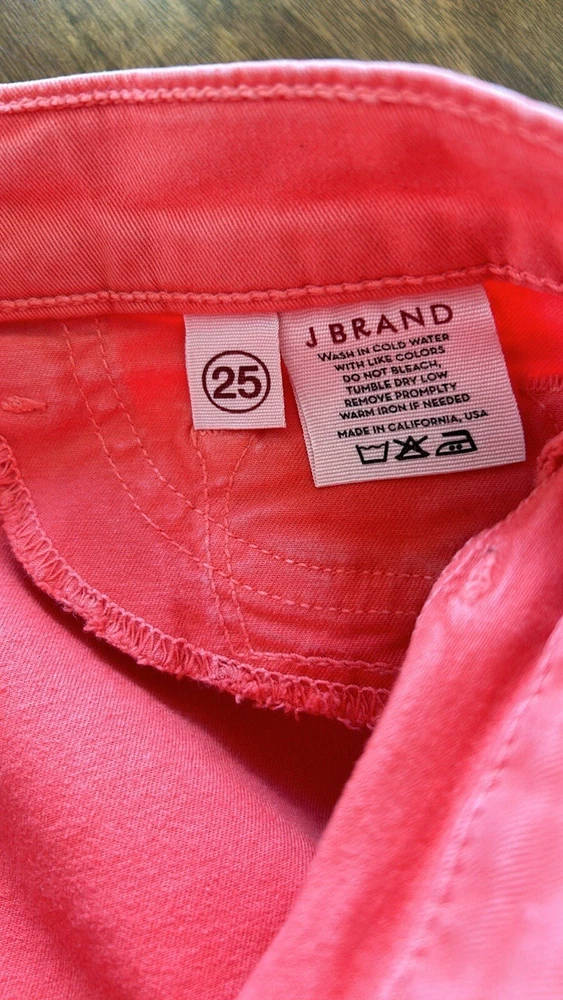 25
J BRAND
WASH IN COLD WATER
WITH LIKE COLORS
DO NOT BLEACH,
TUMBLE DRY LOW
REMOVE PROMPLTY
WARM IRON IF NEEDED
MADE IN CALIFORNIA, USA